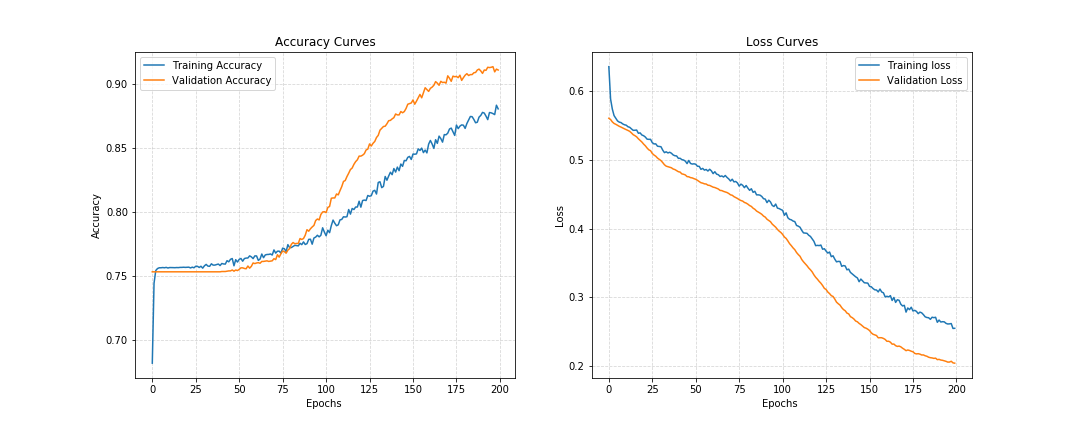 Accuracy Curves
Training Accuracy
Validation Accuracy
Accuracy
0.90
0.85
0.80
0.75
0.70
0 25 50 75 100 125 150 175 200
Epochs
Loss Curves
Training loss
Validation Loss
Loss
0.6
0.5
0.4
0.3
0.2
0 25 50 75 100 125 150 175 200
Epochs